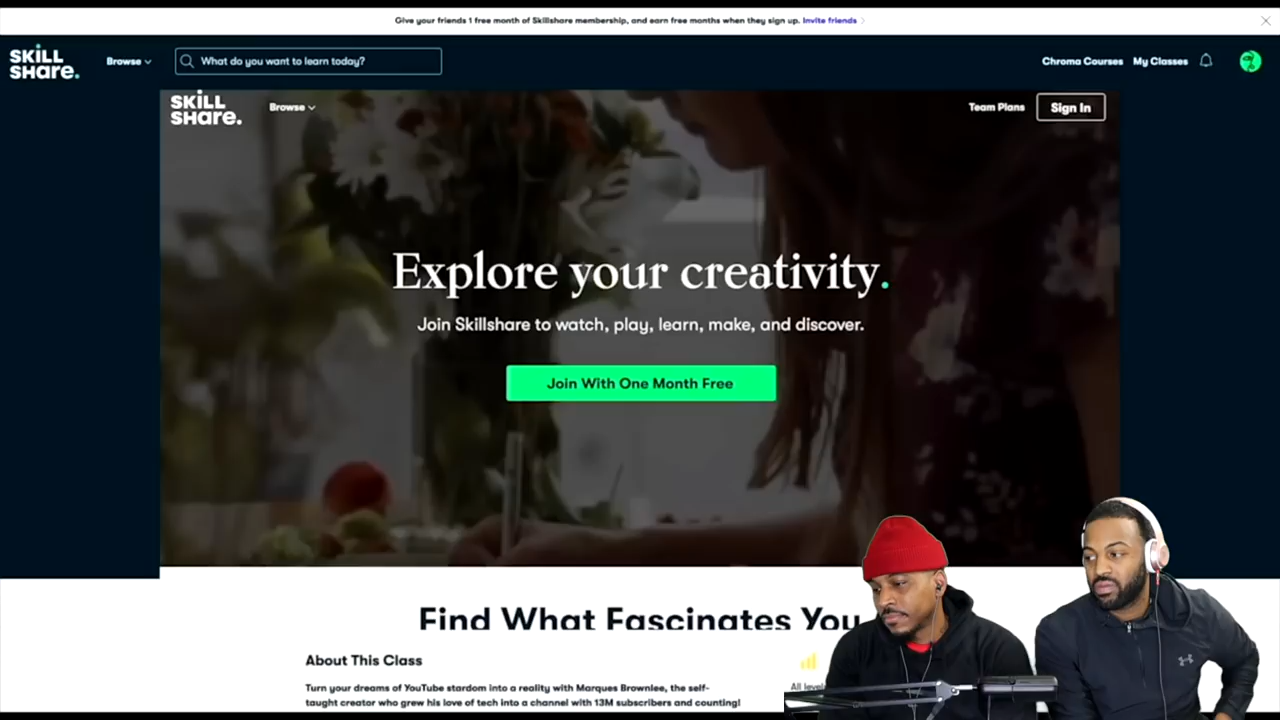 Give your friends 1 free month of Skillshare membership, and earn free months when they sign up. Invite friends
SKILL
SHare.
Browse
What do you want to learn today?
Chroma Courses
My Classes
SKILL
SHare.
Browse
Team Plans
Sign In
Explore your creativity.
Join Skillshare to watch, play, learn, make, and discover.
Join With One Month Free
Find What Fascinates You
About This Class
All levels
Turn your dreams of YouTube stardom into a reality with Marques Brownlee, the self-
taught creator who grew his love of tech into a channel with 13M subscribers and counting!